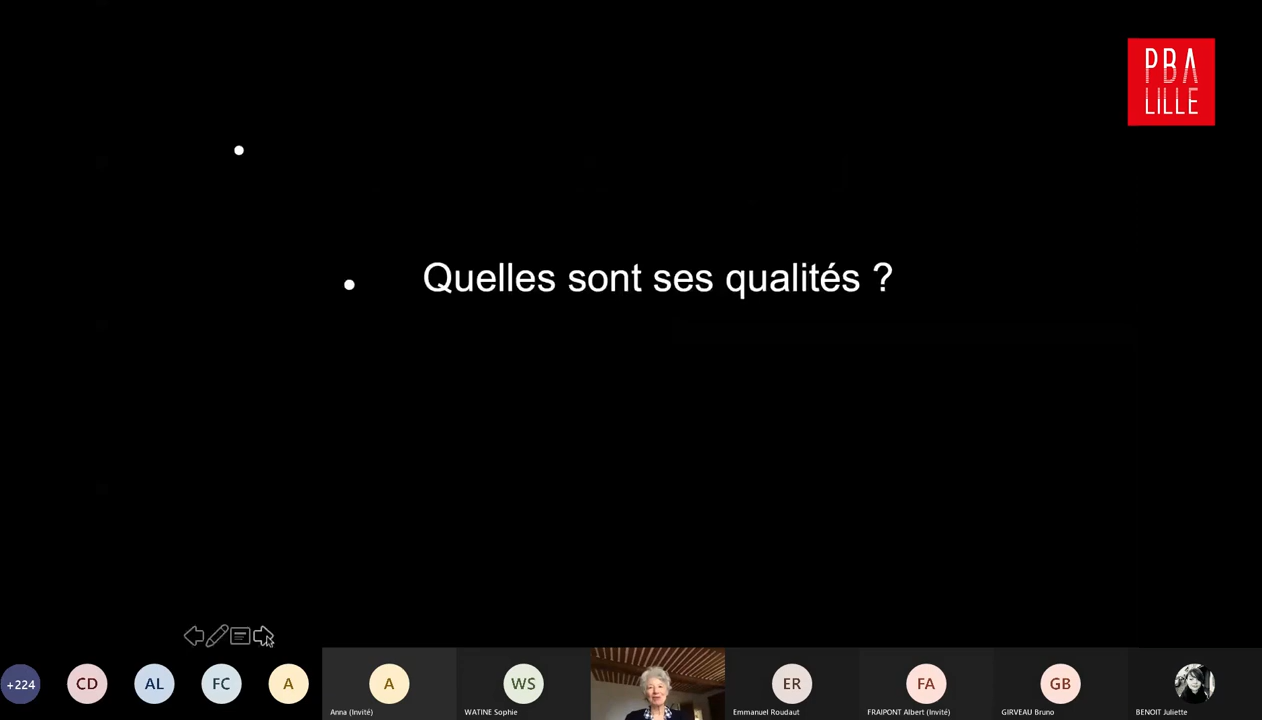 PBA
LILLE
• 
• Quelles sont ses qualités ?
+224
CD
AL
FC
A
A
WS
ER
FA
GB
Anna (Invité)
WATINE Sophie
Emmanuel Roudaut
FRAIPONT Albert (Invité)
GIRVEAU Bruno
BENOIT Juliette